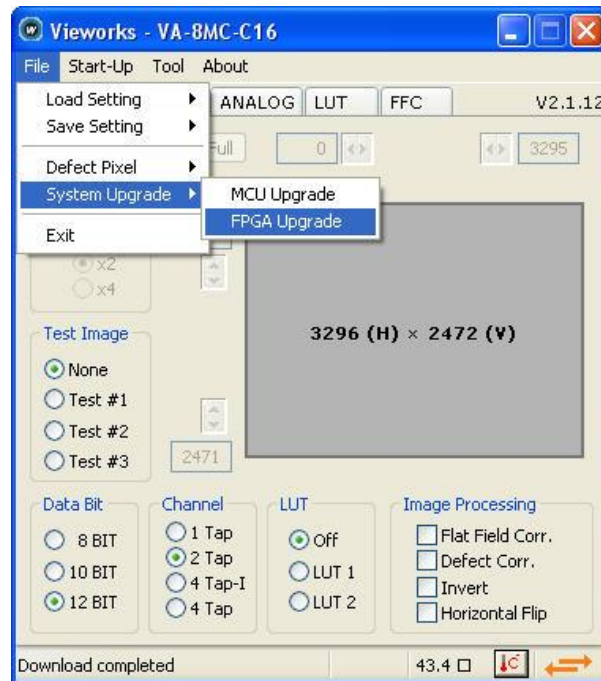 Vieworks - VA-8MC-C16
File Start-Up Tool About
Load Setting
Save Setting
Defect Pixel
System Upgrade
Exit
MCU Upgrade
FPGA Upgrade
ANALOG LUT FFC V2.1.12
Full 0 3295
x2
x4
3296 (H) × 2472 (V)
Test Image
None
Test #1
Test #2
Test #3
2471
Data Bit
8 BIT
10 BIT
12 BIT
Channel
1 Tap
2 Tap
4 Tap-I
4 Tap
LUT
Off
LUT 1
LUT 2
Image Processing
Flat Field Corr.
Defect Corr.
Invert
Horizontal Flip
Download completed 43.4 □ °C